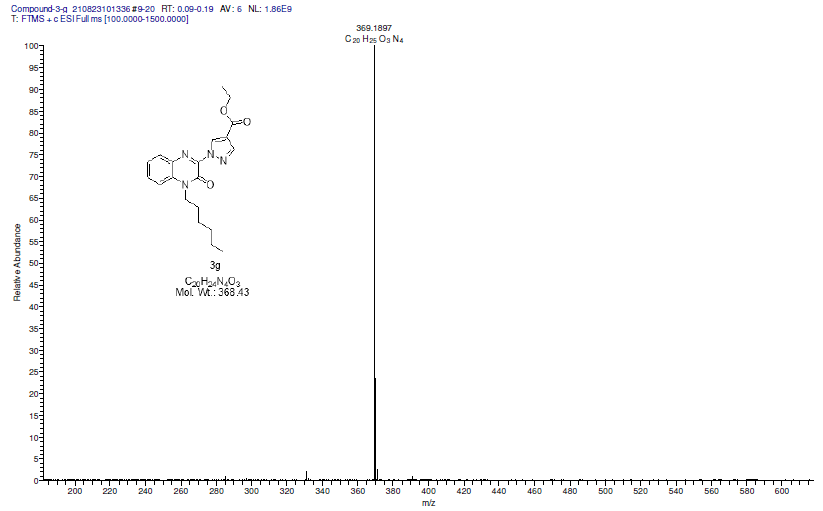 Compound-3-g 210823101336 #9-20 RT: 0.09-0.19 AV: 6 NL: 1.86E9
T: FTMS + c ESI Full ms [100.0000-1500.0000]
369.1897
C20 H25 O3 N4
100
95
90
85
80
75
70
65
60
55
50
45
40
35
30
25
20
15
10
5
0
Relative Abundance
O
O
N
N
N
N
O
3g
C20H24N4O3
Mol. Wt.: 368.43
200 220 240 260 280 300 320 340 360 380 400 420 440 460 480 500 520 540 560 580 600
m/z